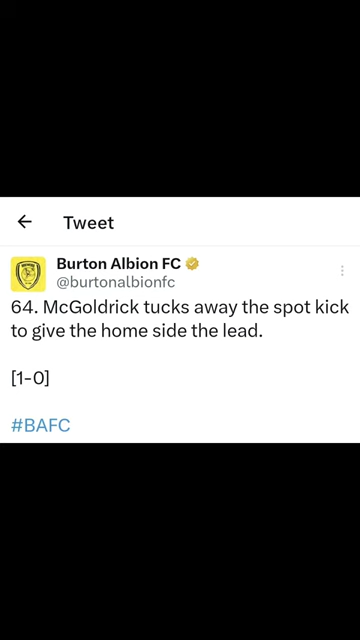 Tweet
Burton Albion FC
@burtonalbionfc
64. McGoldrick tucks away the spot kick
to give the home side the lead.
[1-0]
#BAFC